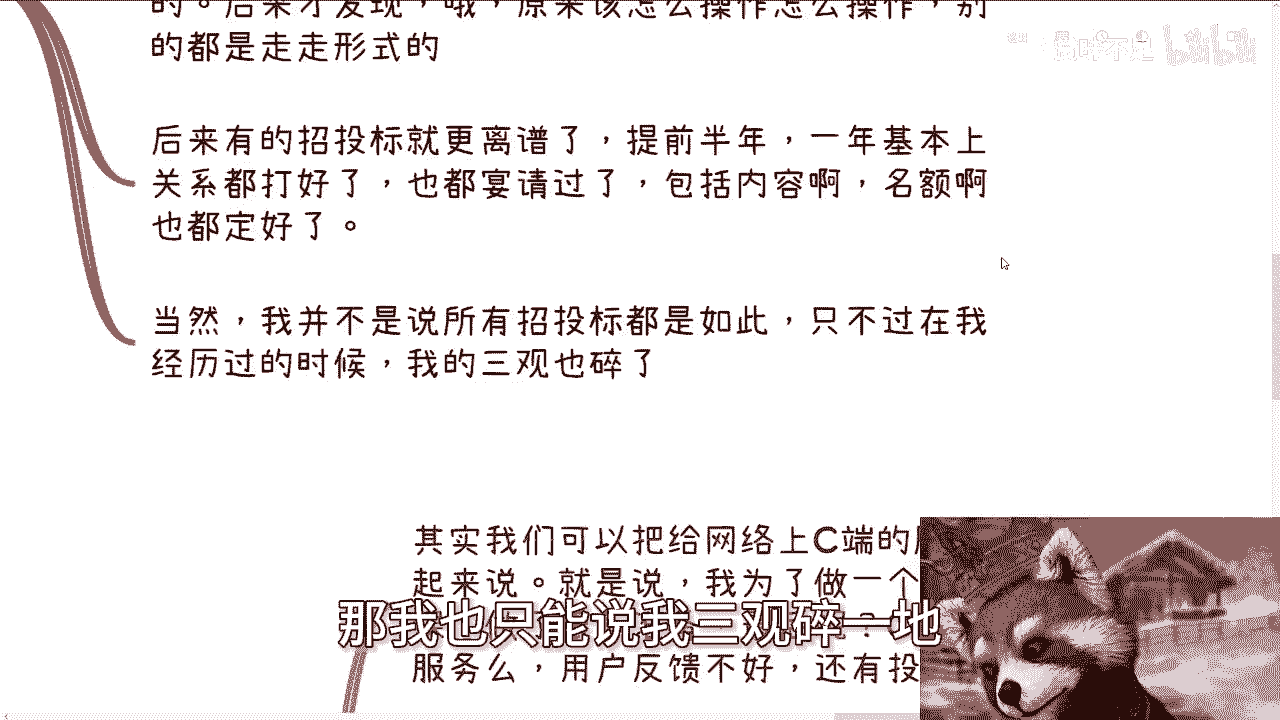 的。后来才发现，哦，原来该怎么操作怎么操作，别
的都是走走形式的
后来有的招投标就更离谱了，提前半年，一年基本上
关系都打好了，也都宴请过了，包括内容啊，名额啊
也都定好了。
当然，我并不是说所有招投标都是如此，只不过在我
经历过的时候，我的三观也碎了
其实我们可以把给网络上C端的
起来说。就是说，我为了做一个
那我也只能说我三观碎一地
服务么，用户反馈不好，还有投
bilibili